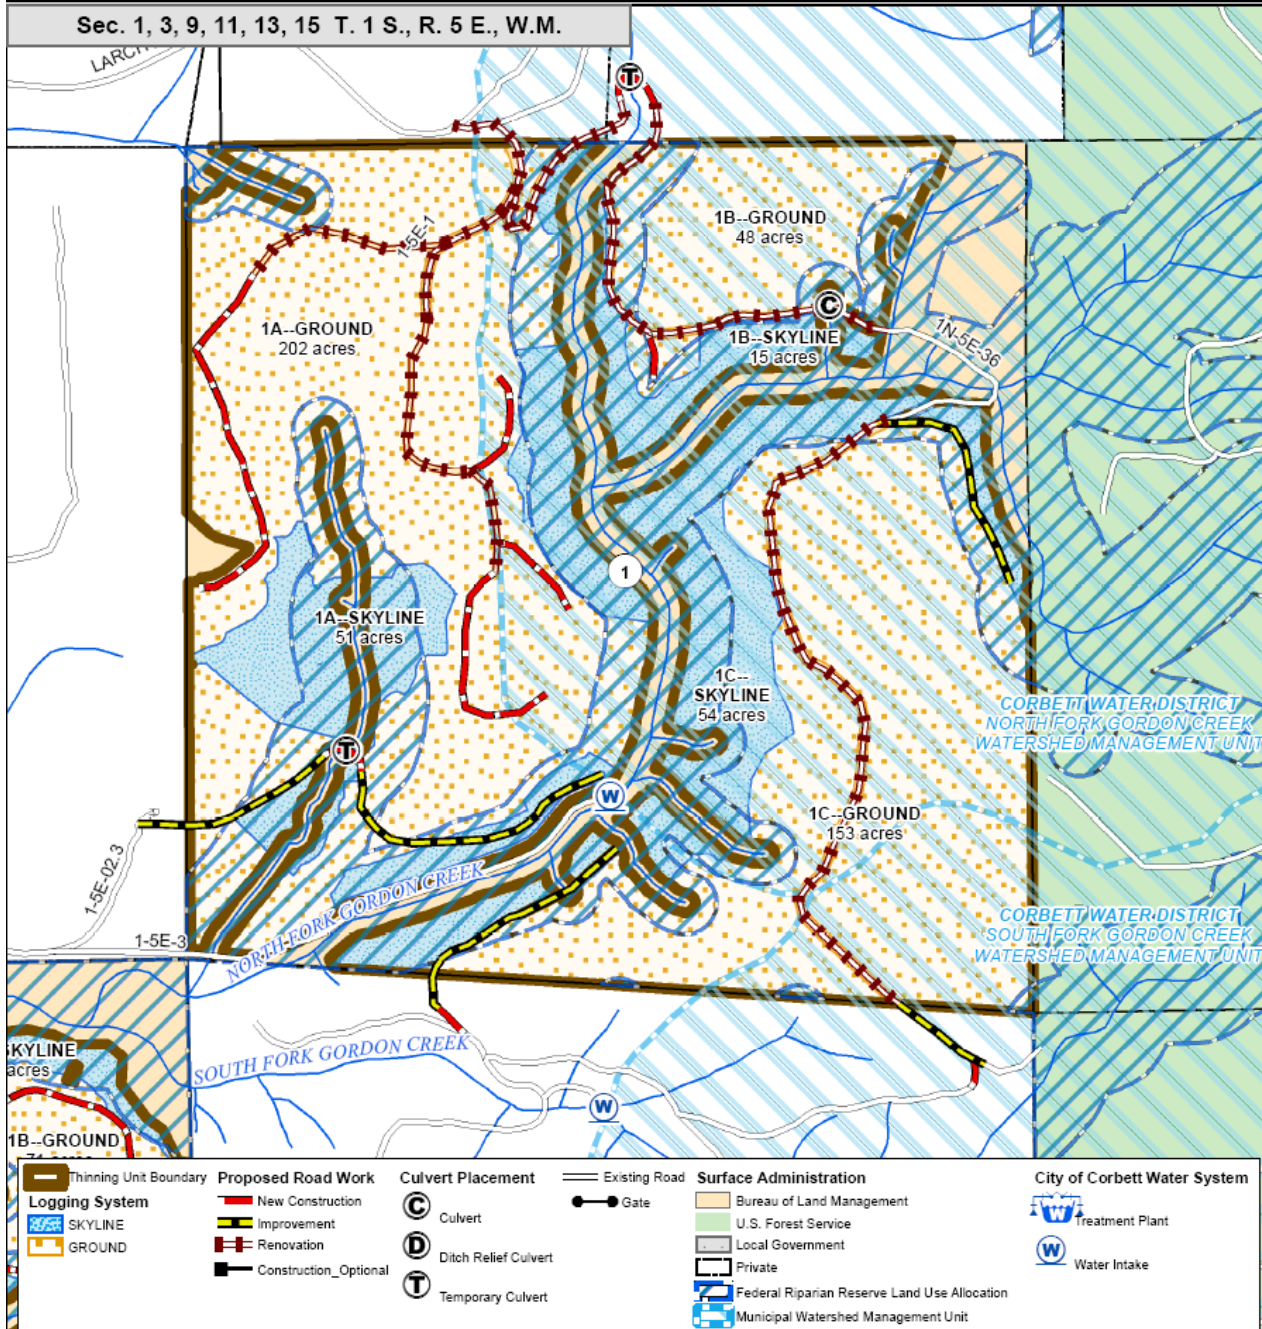 Sec. 1, 3, 9, 11, 13, 15 T. 1 S., R. 5 E., W.M.
LARCH
T
1-5E-1
1B--GROUND
48 acres
C
1N-5E-36
1A--GROUND
202 acres
1B--SKYLINE
15 acres
1
1A--SKYLINE
51 acres
1C--
SKYLINE
54 acres
CORBETT WATER DISTRICT
NORTH FORK GORDON CREEK
WATERSHED MANAGEMENT UNIT
T
W
1C--GROUND
153 acres
1-5E-02.3
1-5E-3
NORTH FORK GORDON CREEK
CORBETT WATER DISTRICT
SOUTH FORK GORDON CREEK
WATERSHED MANAGEMENT UNIT
SKYLINE
acres
SOUTH FORK GORDON CREEK
W
1B--GROUND
Thinning Unit Boundary
Logging System
SKYLINE
GROUND
Proposed Road Work
New Construction
Improvement
Renovation
Construction_Optional
Culvert Placement
C Culvert
D Ditch Relief Culvert
T Temporary Culvert
Existing Road
Gate
Surface Administration
Bureau of Land Management
U.S. Forest Service
Local Government
Private
Federal Riparian Reserve Land Use Allocation
Municipal Watershed Management Unit
City of Corbett Water System
W Treatment Plant
W Water Intake